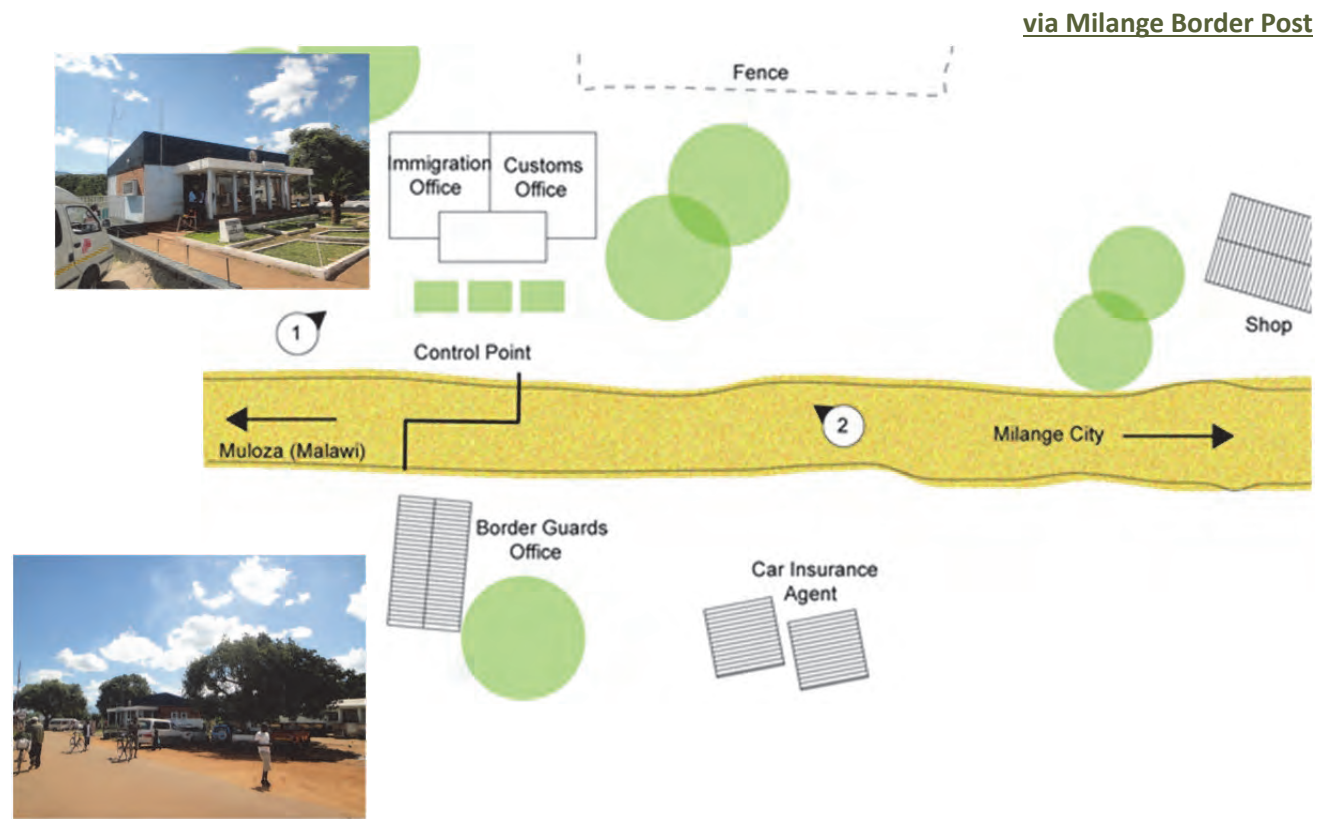 via Milange Border Post
Fence
Immigration
Office
Customs
Office
Shop
1
Control Point
2
Milange City
Muloza (Malawi)
Border Guards
Office
Car Insurance
Agent